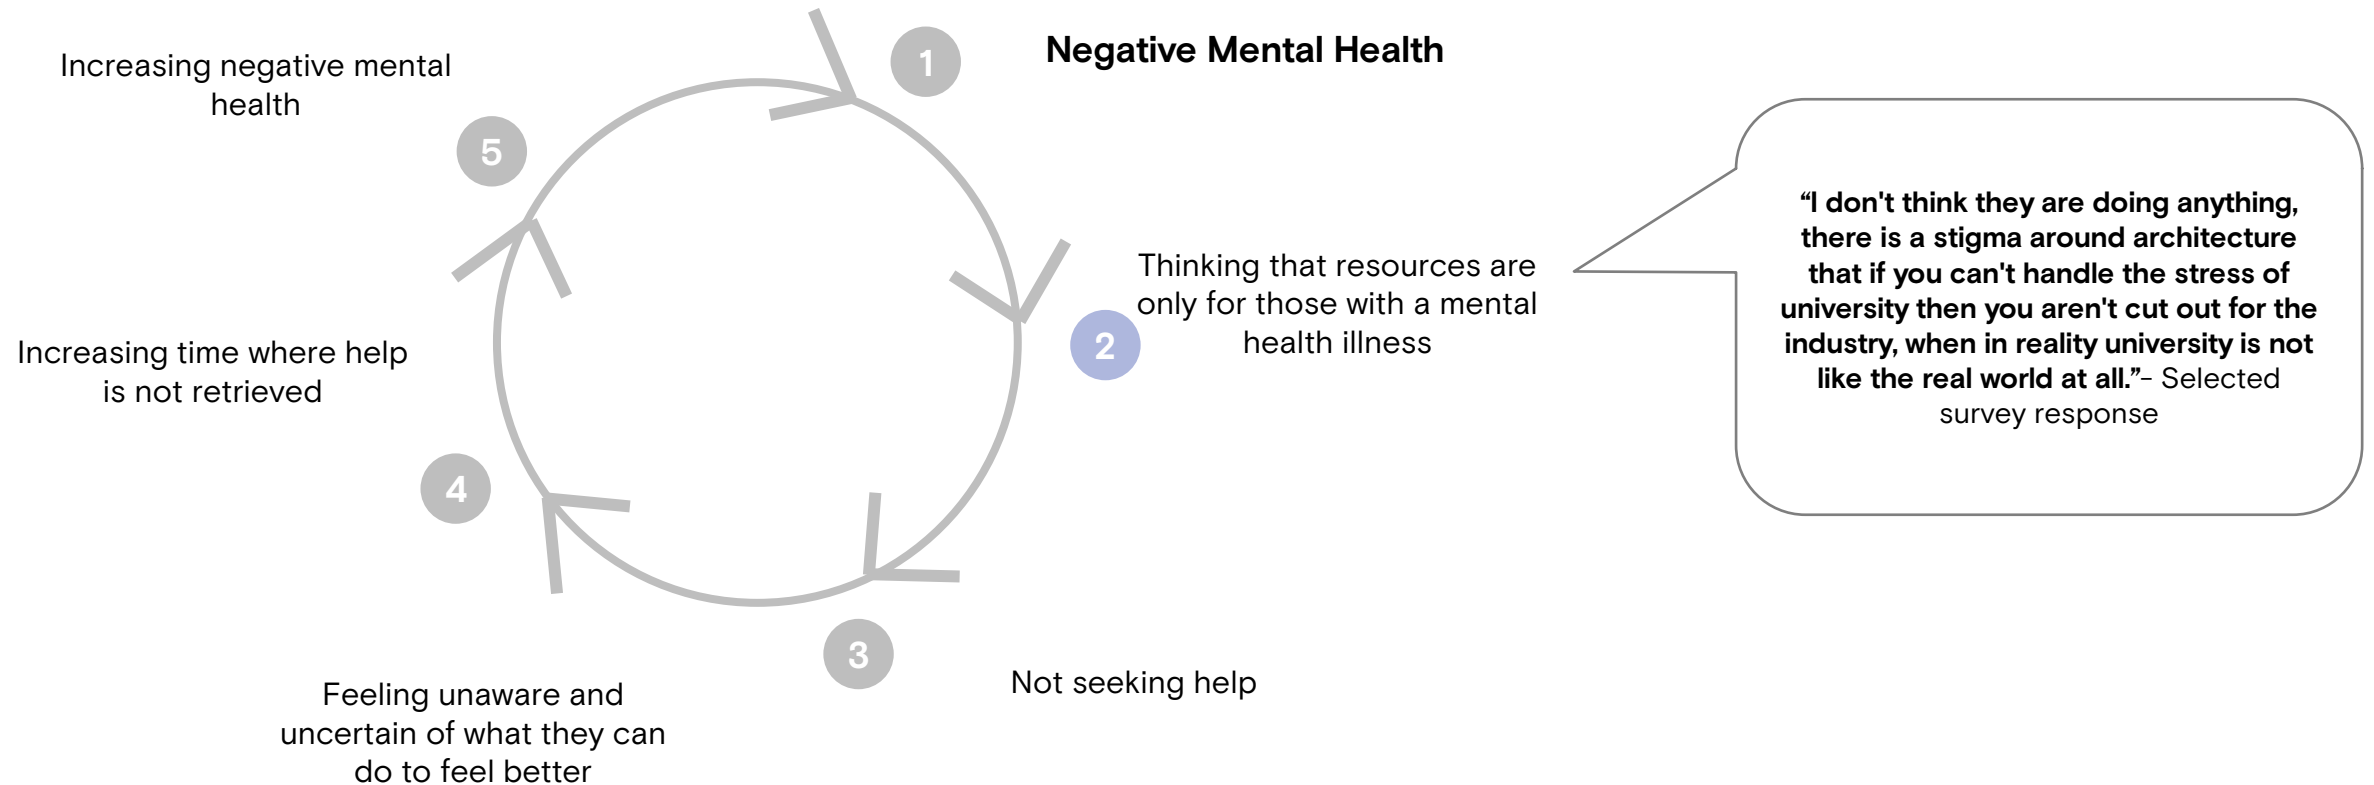 1
Negative Mental Health
2
Thinking that resources are
only for those with a mental
health illness
“I don't think they are doing anything,
there is a stigma around architecture
that if you can't handle the stress of
university then you aren't cut out for the
industry, when in reality university is not
like the real world at all.”- Selected
survey response
3
Not seeking help
Feeling unaware and
uncertain of what they can
do to feel better
4
Increasing time where help
is not retrieved
5
Increasing negative mental
health